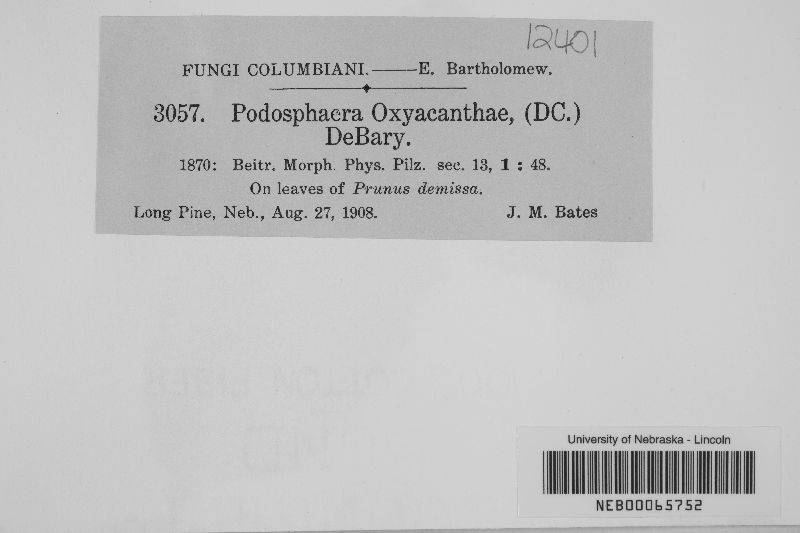 12401
FUNGI COLUMBIANI.——E. Bartholomew.
3057. Podosphaera Oxyacanthae, (DC.)
DeBary.
1870: Beitr. Morph. Phys. Pilz. sec. 13, 1 : 48.
On leaves of Prunus demissa.
Long Pine, Neb., Aug. 27, 1908. J. M. Bates
University of Nebraska - Lincoln
NEB00065752